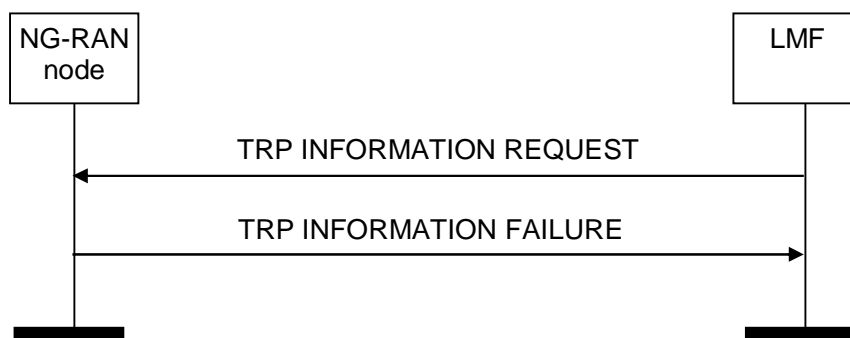 NG-RAN
node
LMF
TRP INFORMATION REQUEST
TRP INFORMATION FAILURE